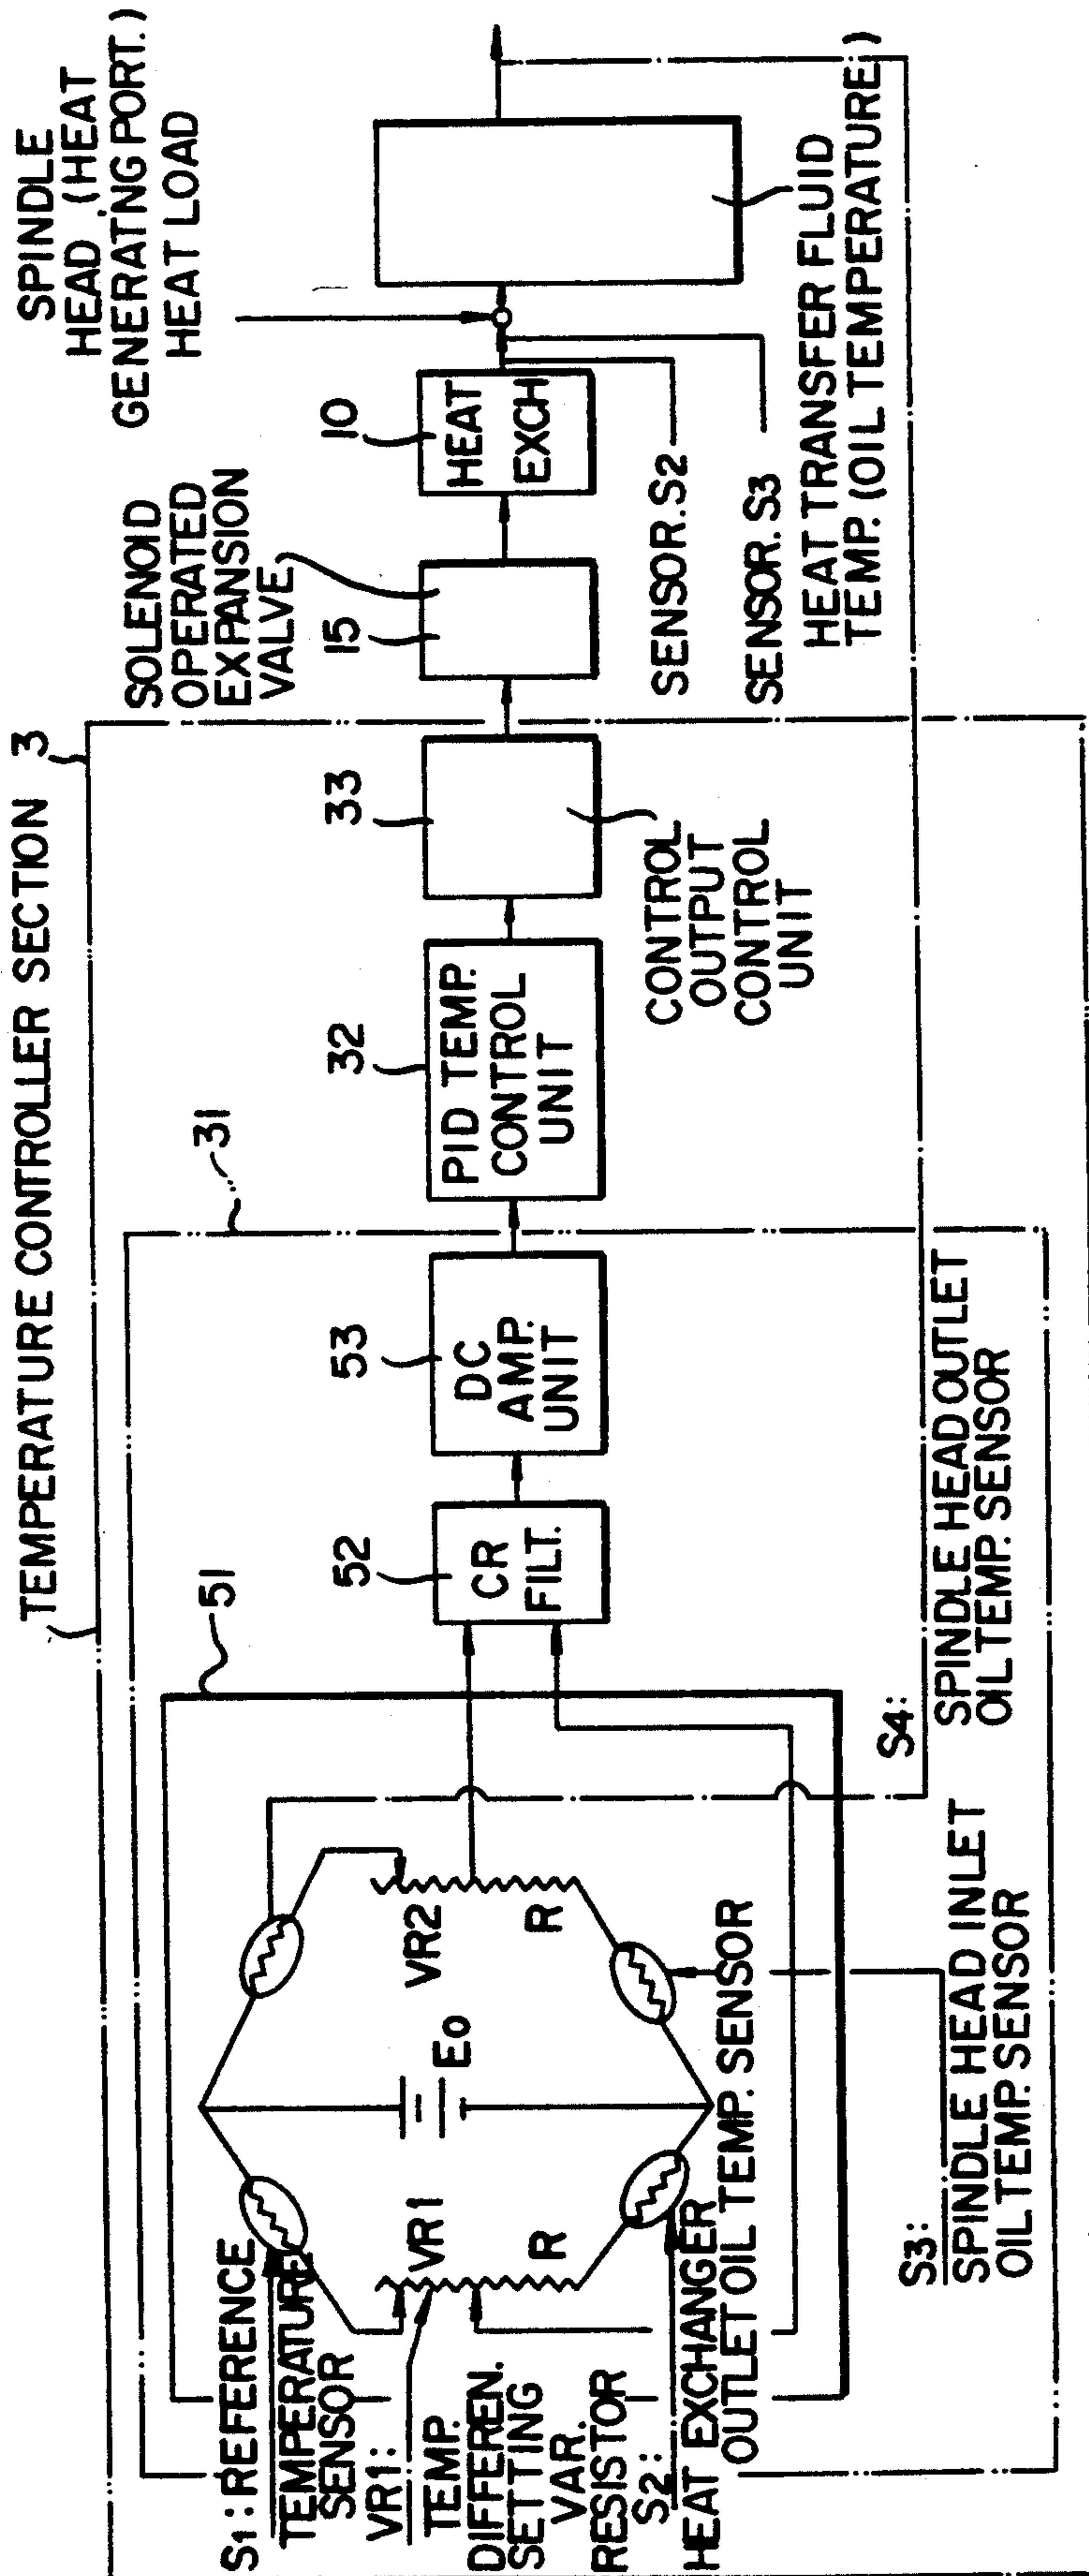 TEMPERATURE CONTROLLER SECTION 3
31
51
S1: REFERENCE
TEMPERATURE
SENSOR
VR1:
TEMP.
DIFFEREN.
SETTING
VAR.
RESISTOR
S2:
HEAT EXCHANGER
OUTLET OIL TEMP. SENSOR
VR1
R
E0
VR2
R
S3:
SPINDLE HEAD INLET
OIL TEMP. SENSOR
S4:
SPINDLE HEAD OUTLET
OIL TEMP. SENSOR
52
CR
FILT.
53
DC
AMP.
UNIT
32
PID TEMP.
CONTROL
UNIT
33
CONTROL
OUTPUT
CONTROL
UNIT
SOLENOID
OPERATED
EXPANSION
VALVE
15
10
HEAT
EXCH
SENSOR. S2
SENSOR. S3
SPINDLE
HEAD (HEAT
GENERATING PORT.)
HEAT LOAD
HEAT TRANSFER FLUID
TEMP. (OIL TEMPERATURE)